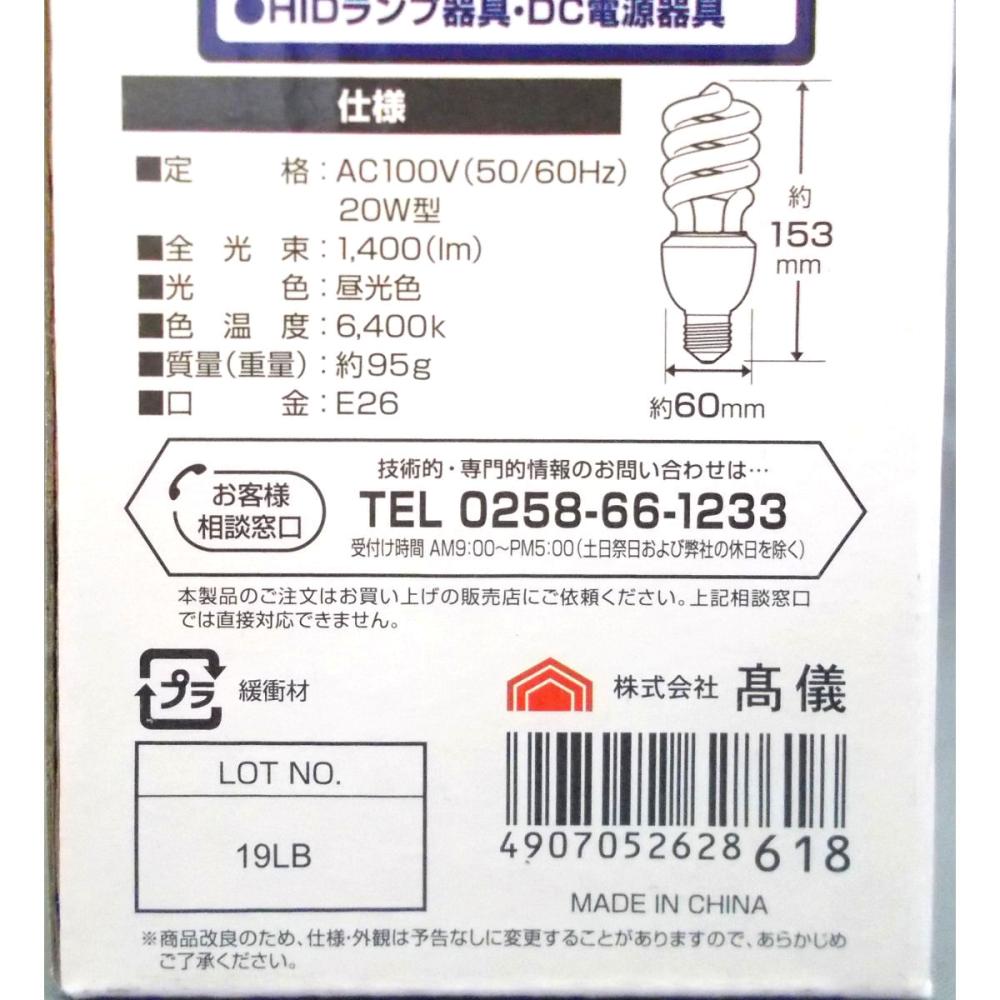 ●HIDランプ器具・DC電源器具
仕様
■定格：AC100V(50/60Hz)
20W型
■全光束：1,400(lm)
■光色：昼光色
■色温度：6,400k
■質量(重量)：約95g
■口金：E26
約
153
mm
約60mm
お客様
相談窓口
技術的・専門的情報のお問い合わせは…
TEL 0258-66-1233
受付け時間 AM9:00〜PM5:00(土日祭日および弊社の休日を除く)
本製品のご注文はお買い上げの販売店にご依頼ください。上記相談窓口
では直接対応できません。
プラ 緩衝材
株式会社 髙儀
LOT NO.
19LB
4907052628618
MADE IN CHINA
※商品改良のため、仕様・外観は予告なしに変更することがありますので、あらかじめ
ご了承ください。